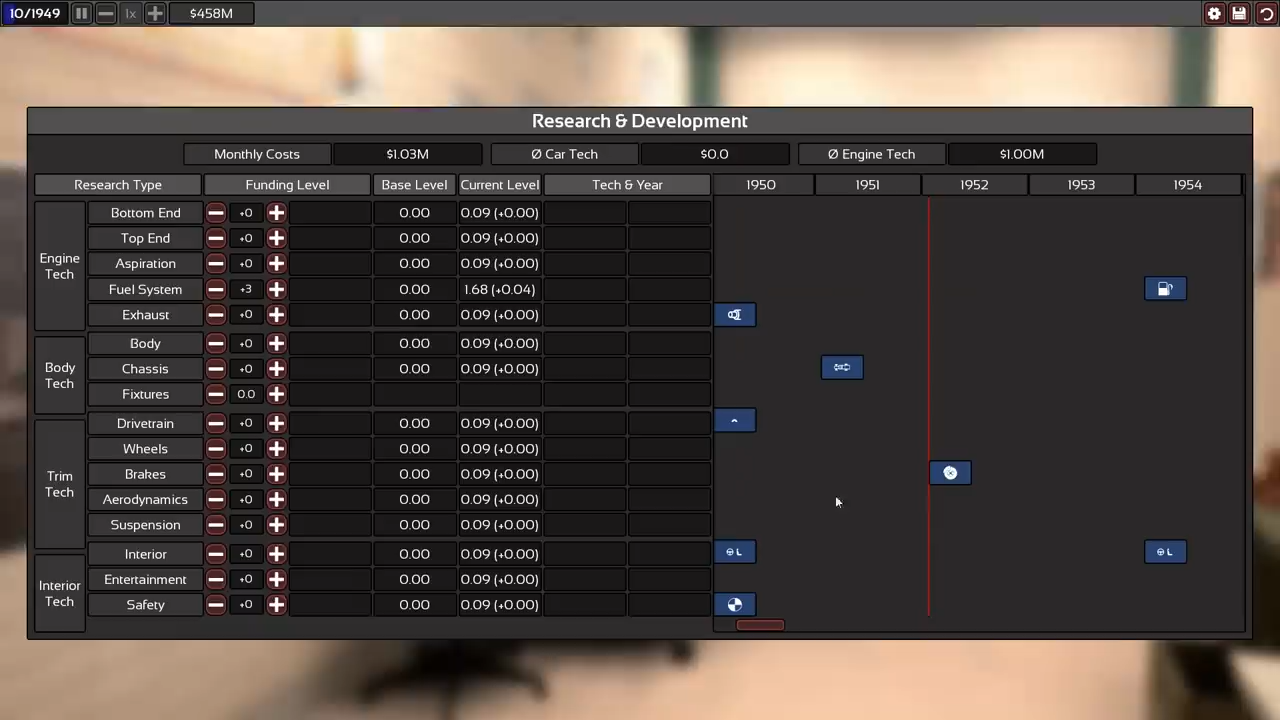 10/1949 1x $458M
Research & Development
Monthly Costs $1.03M Ø Car Tech $0.0 Ø Engine Tech $1.00M
Research Type Funding Level Base Level Current Level Tech & Year 1950 1951 1952 1953 1954
Engine Tech
Bottom End +0 0.00 0.09 (+0.00)
Top End +0 0.00 0.09 (+0.00)
Aspiration +0 0.00 0.09 (+0.00)
Fuel System +3 0.00 1.68 (+0.04)
Exhaust +0 0.00 0.09 (+0.00)
Body Tech
Body +0 0.00 0.09 (+0.00)
Chassis +0 0.00 0.09 (+0.00)
Fixtures 0.0
Trim Tech
Drivetrain +0 0.00 0.09 (+0.00)
Wheels +0 0.00 0.09 (+0.00)
Brakes +0 0.00 0.09 (+0.00)
Aerodynamics +0 0.00 0.09 (+0.00)
Suspension +0 0.00 0.09 (+0.00)
Interior Tech
Interior +0 0.00 0.09 (+0.00) L L
Entertainment +0 0.00 0.09 (+0.00)
Safety +0 0.00 0.09 (+0.00)